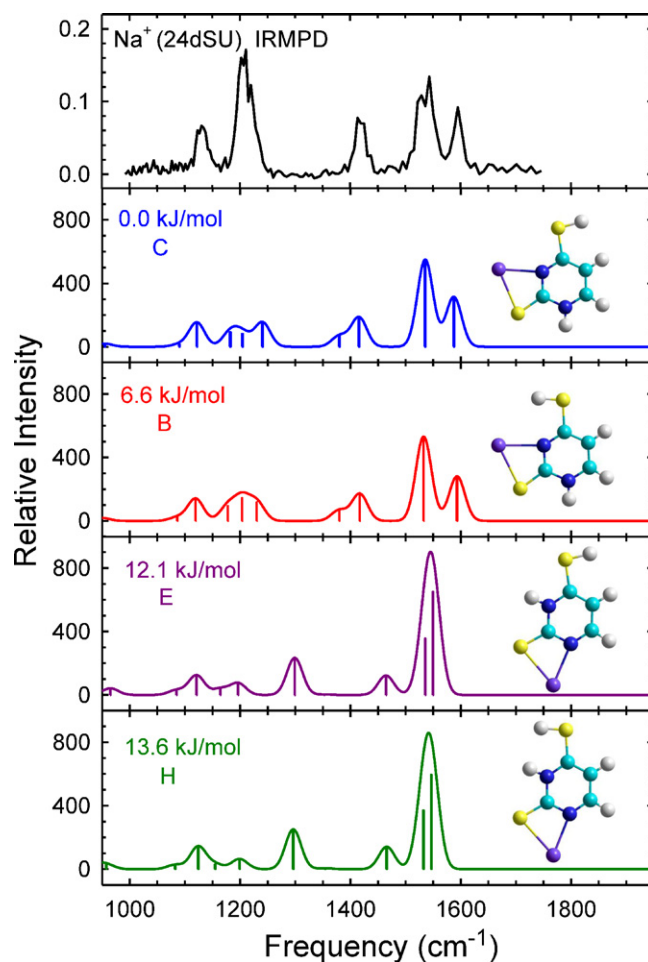 Na⁺ (24dSU) IRMPD
0.2
0.1
0.0
0.0 kJ/mol
C
800
400
0
6.6 kJ/mol
B
800
400
0
12.1 kJ/mol
E
800
400
0
13.6 kJ/mol
H
800
400
0
Relative Intensity
1000 1200 1400 1600 1800
Frequency (cm⁻¹)